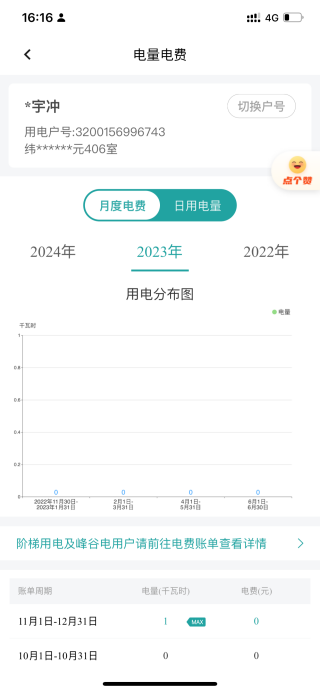 16:16
4G
电量电费
*宇冲
切换户号
用电户号:3200156996743
纬******元406室
点个赞
月度电费 日用电量
2024年 2023年 2022年
用电分布图
电量
千瓦时
1
0.8
0.6
0.4
0.2
0
0 0 0 0
2022年11月30日-2023年1月31日 2月1日-3月31日 4月1日-5月31日 6月1日-6月30日
阶梯用电及峰谷电用户请前往电费账单查看详情
账单周期 电量(千瓦时) 电费(元)
11月1日-12月31日 1 MAX 0
10月1日-10月31日 0 0